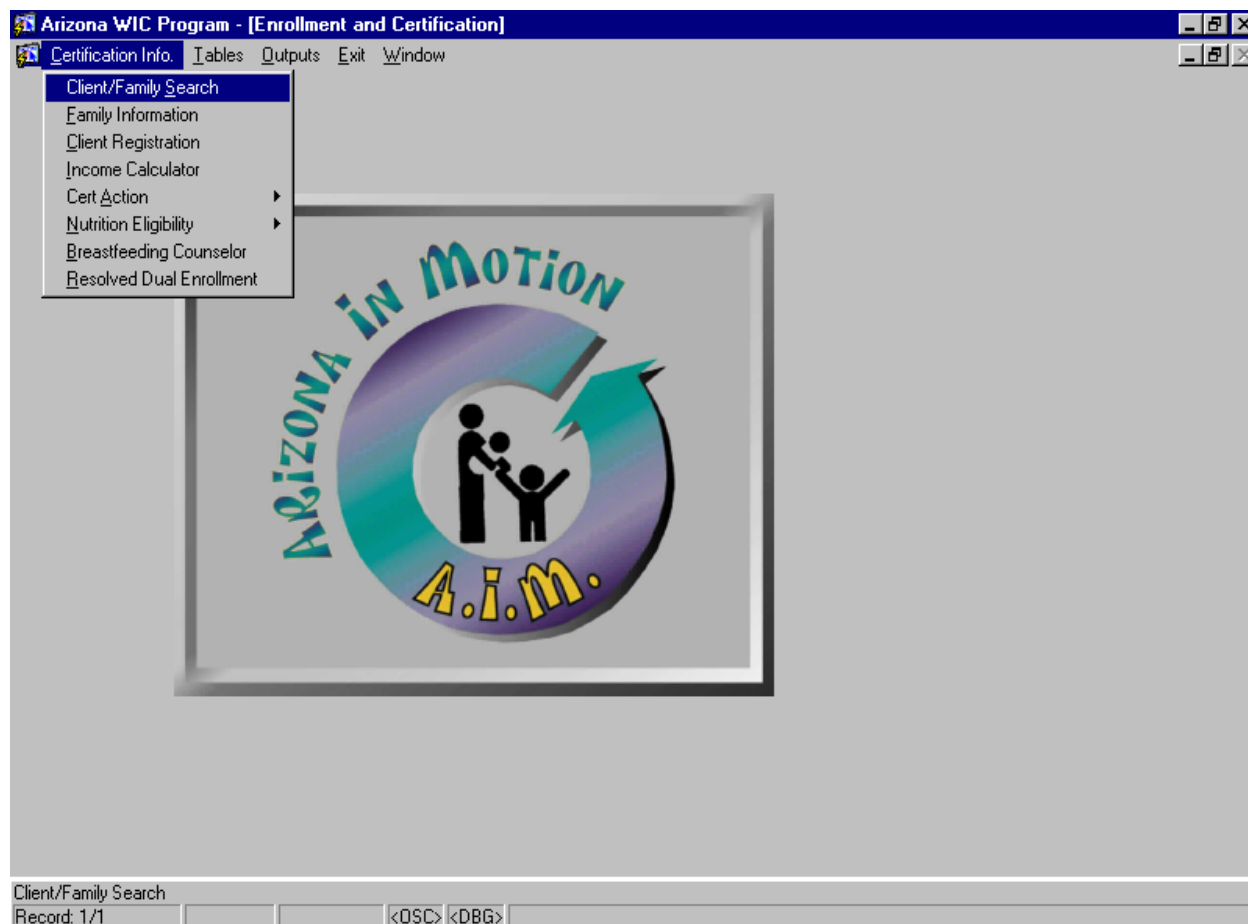 Arizona WIC Program - [Enrollment and Certification]
Certification Info. Tables Outputs Exit Window
Client/Family Search
Family Information
Client Registration
Income Calculator
Cert Action
Nutrition Eligibility
Breastfeeding Counselor
Resolved Dual Enrollment
ARiZONA iN MOTiON
A.i.M.
Client/Family Search
Record: 1/1 <OSC> <DBG>